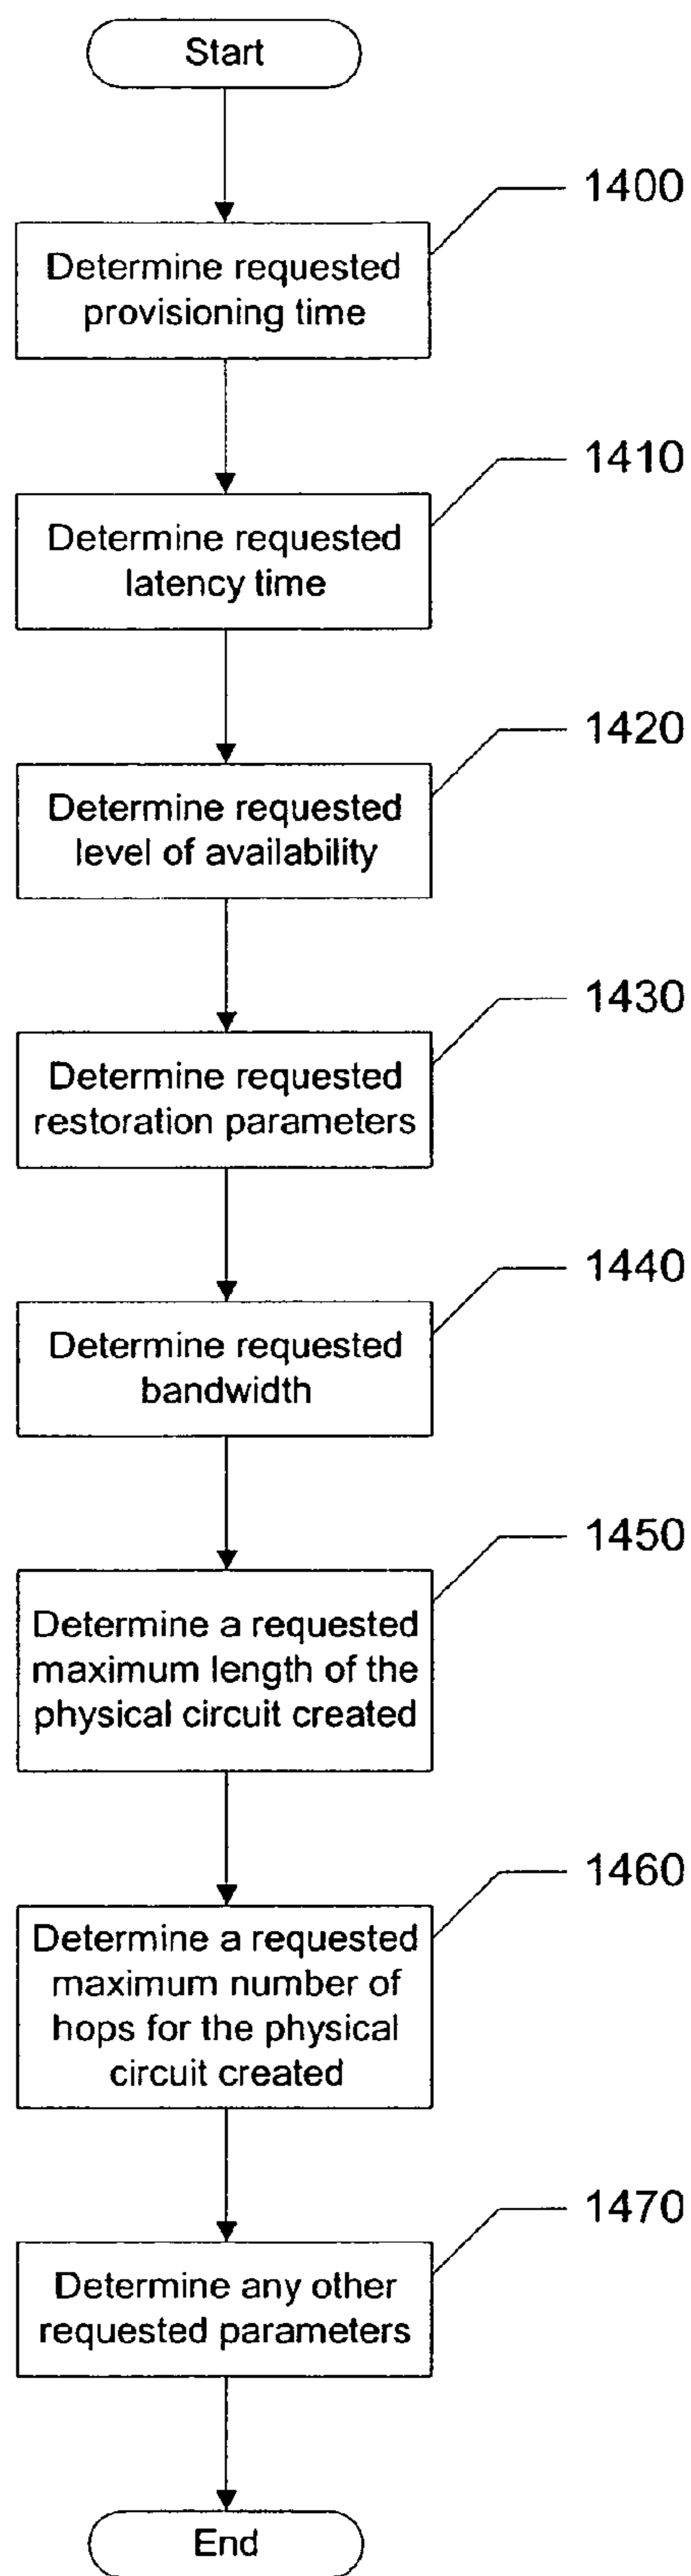 Start
1400
Determine requested
provisioning time
1410
Determine requested
latency time
1420
Determine requested
level of availability
1430
Determine requested
restoration parameters
1440
Determine requested
bandwidth
1450
Determine a requested
maximum length of the
physical circuit created
1460
Determine a requested
maximum number of
hops for the physical
circuit created
1470
Determine any other
requested parameters
End